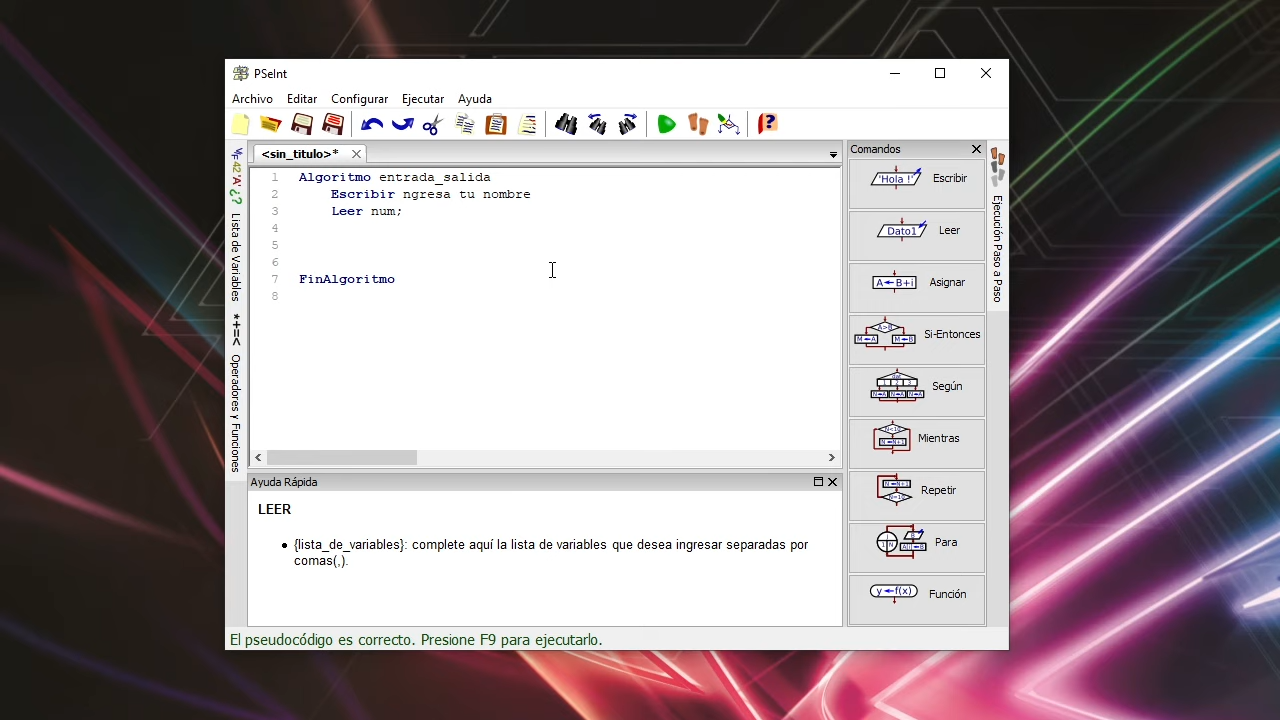 PSeInt
Archivo Editar Configurar Ejecutar Ayuda
<sin_titulo>*
Lista de Variables
*+=<
Operadores y Funciones
1 Algoritmo entrada_salida
2 Escribir ngresa tu nombre
3 Leer num;
4
5
6
7 FinAlgoritmo
8
Comandos
'Hola !' Escribir
Dato1 Leer
A←B+i Asignar
Si-Entonces
Según
Mientras
Repetir
Para
y←f(x) Función
Ejecución Paso a Paso
Ayuda Rápida
LEER
• {lista_de_variables}: complete aquí la lista de variables que desea ingresar separadas por
comas(,).
El pseudocódigo es correcto. Presione F9 para ejecutarlo.